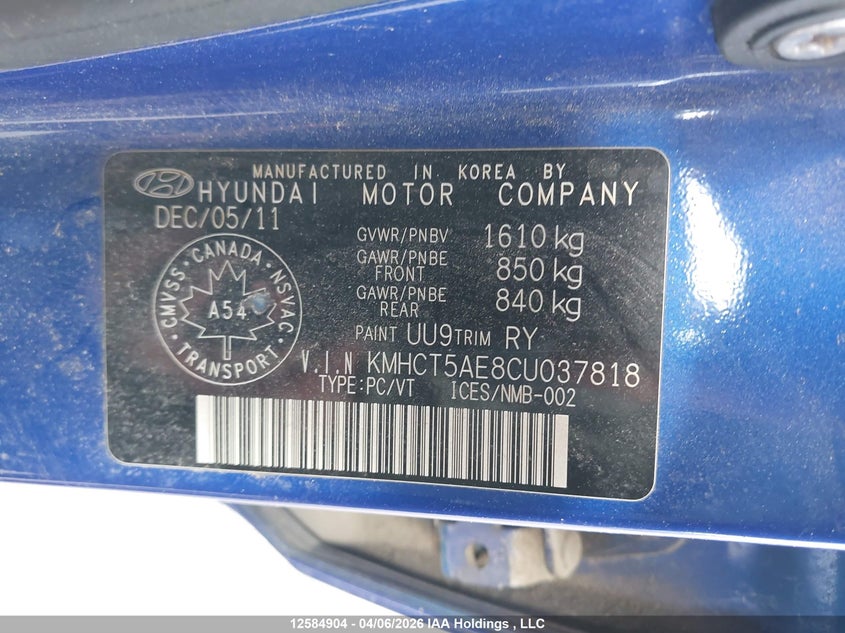 MANUFACTURED IN KOREA BY
HYUNDAI MOTOR COMPANY
DEC/05/11
GVWR/PNBV 1610 kg
GAWR/PNBE FRONT 850 kg
GAWR/PNBE REAR 840 kg
CMVSS · CANADA · NSVAC
A54
TRANSPORT
PAINT UU9 TRIM RY
V.I.N KMHCT5AE8CU037818
TYPE:PC/VT ICES/NMB-002
12584904 - 04/06/2026 IAA Holdings , LLC